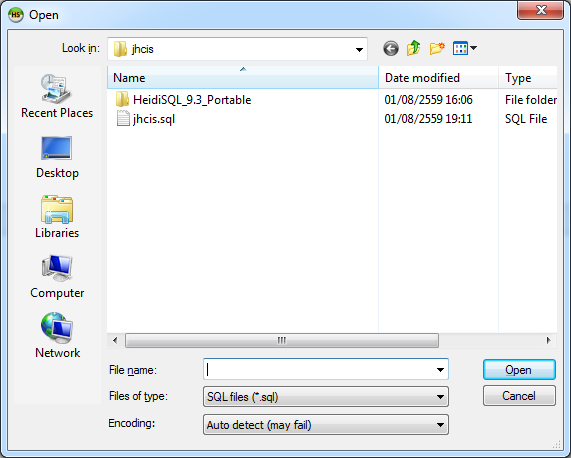 HS Open
Look in: jhcis
Name Date modified Type
HeidiSQL_9.3_Portable 01/08/2559 16:06 File folder
jhcis.sql 01/08/2559 19:11 SQL File
Recent Places
Desktop
Libraries
Computer
Network
File name: Open
Files of type: SQL files (*.sql) Cancel
Encoding: Auto detect (may fail)